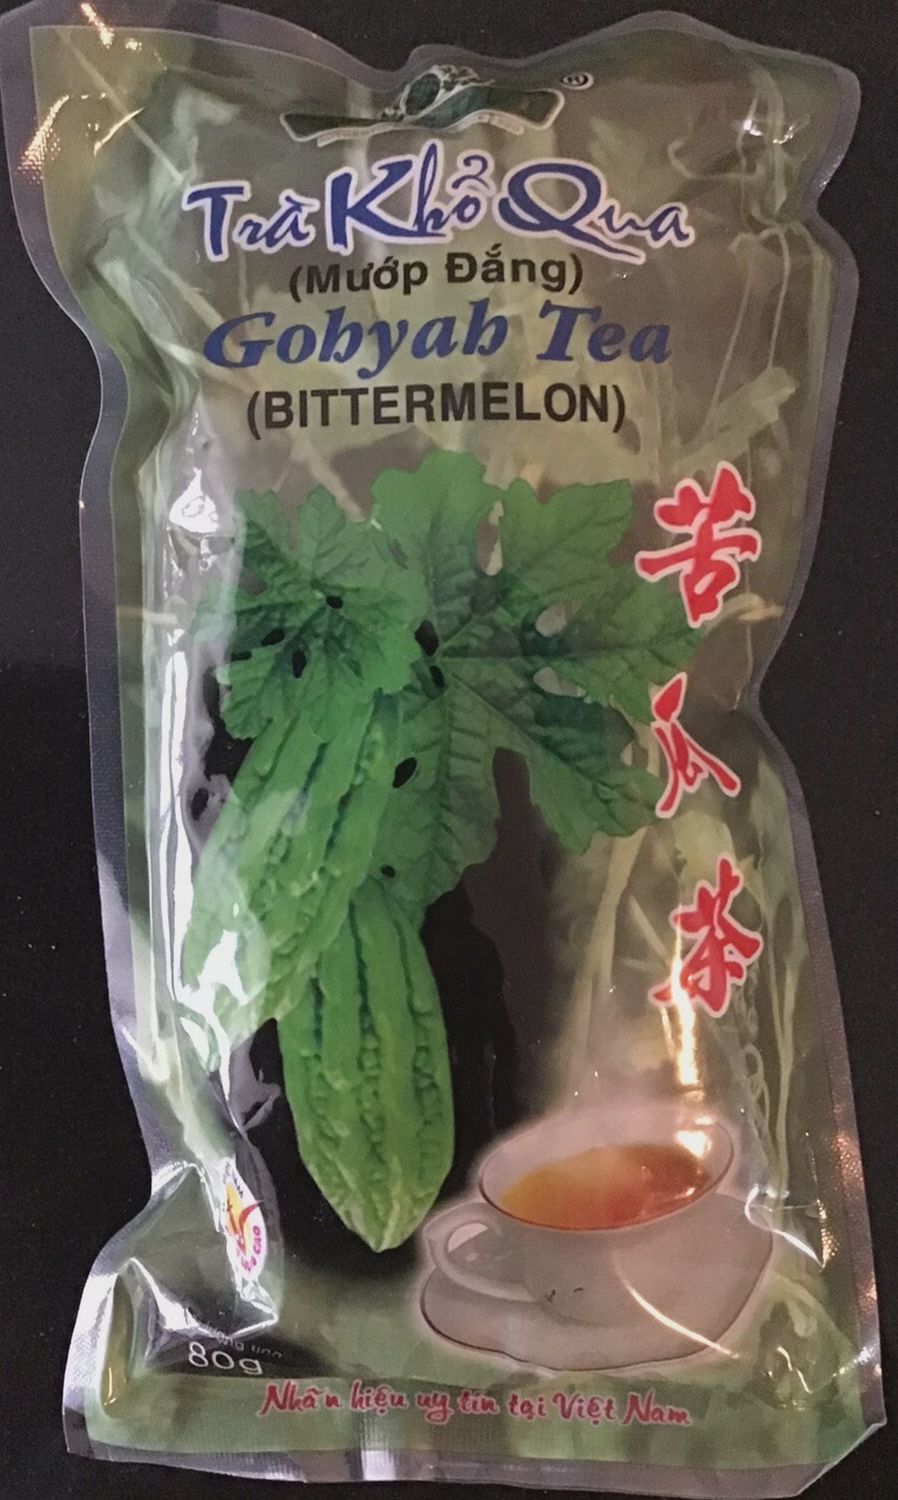 ®
Trà Khổ Qua
(Mướp Đắng)
Gohyah Tea
(BITTERMELON)
苦
瓜
茶
CAO
80g
Nhãn hiệu uy tín tại Việt Nam